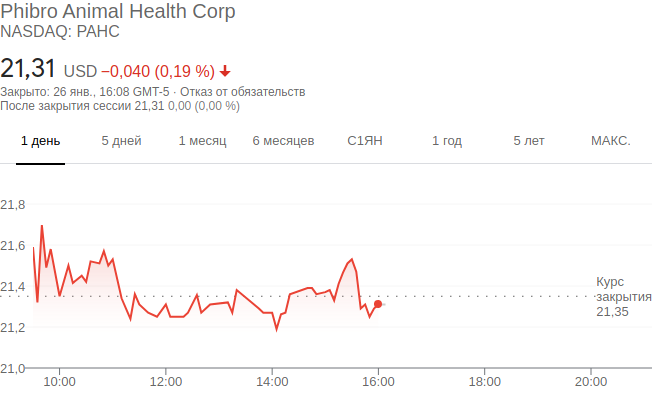 Phibro Animal Health Corp
NASDAQ: PAHC
21,31 USD −0,040 (0,19 %)
Закрыто: 26 янв., 16:08 GMT-5 · Отказ от обязательств
После закрытия сессии 21,31 0,00 (0,00 %)
1 день 5 дней 1 месяц 6 месяцев С1ЯН 1 год 5 лет МАКС.
21,8
21,6
21,4
Курс
закрытия
21,35
21,2
21,0
10:00 12:00 14:00 16:00 18:00 20:00